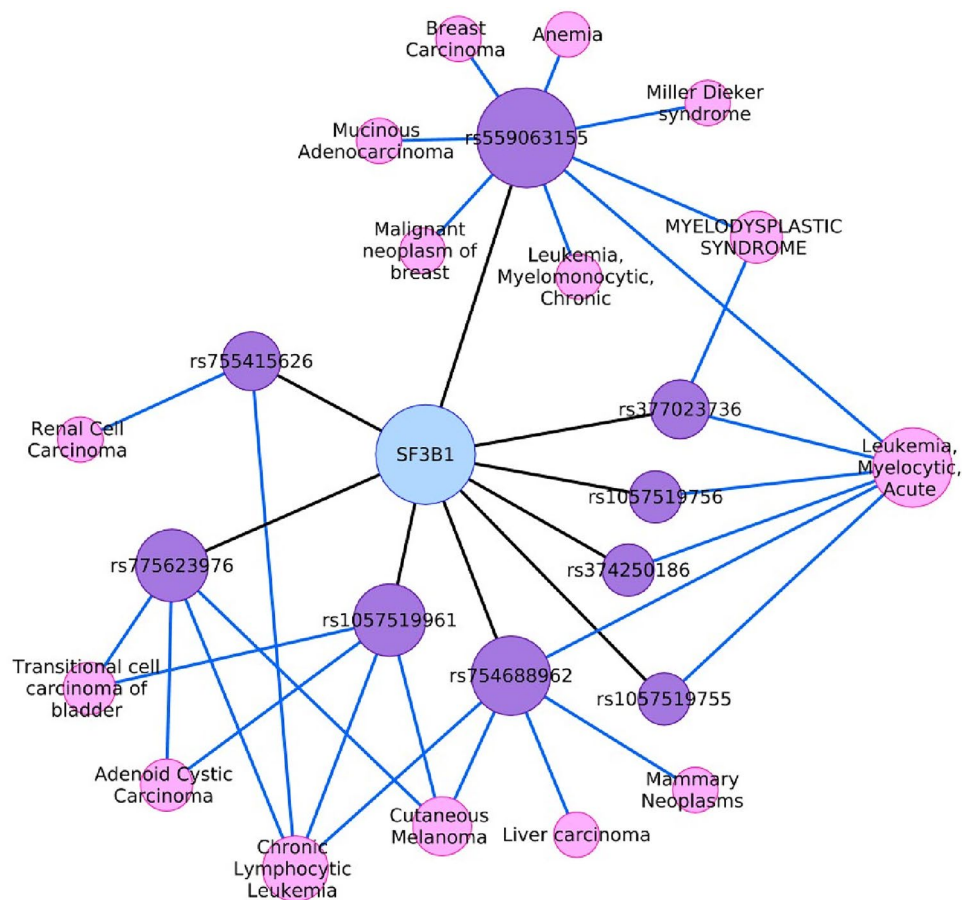 Breast
Carcinoma
Anemia
Miller Dieker
syndrome
rs559063155
Mucinous
Adenocarcinoma
Malignant
neoplasm of
breast
Leukemia,
Myelomonocytic,
Chronic
MYELODYSPLASTIC
SYNDROME
rs755415626
rs377023736
Renal Cell
Carcinoma
SF3B1
Leukemia,
Myelocytic,
Acute
rs1057519756
rs775623976
rs374250186
rs1057519961
Transitional cell
carcinoma of
bladder
rs754688962
rs1057519755
Adenoid Cystic
Carcinoma
Mammary
Neoplasms
Cutaneous
Melanoma
Liver carcinoma
Chronic
Lymphocytic
Leukemia